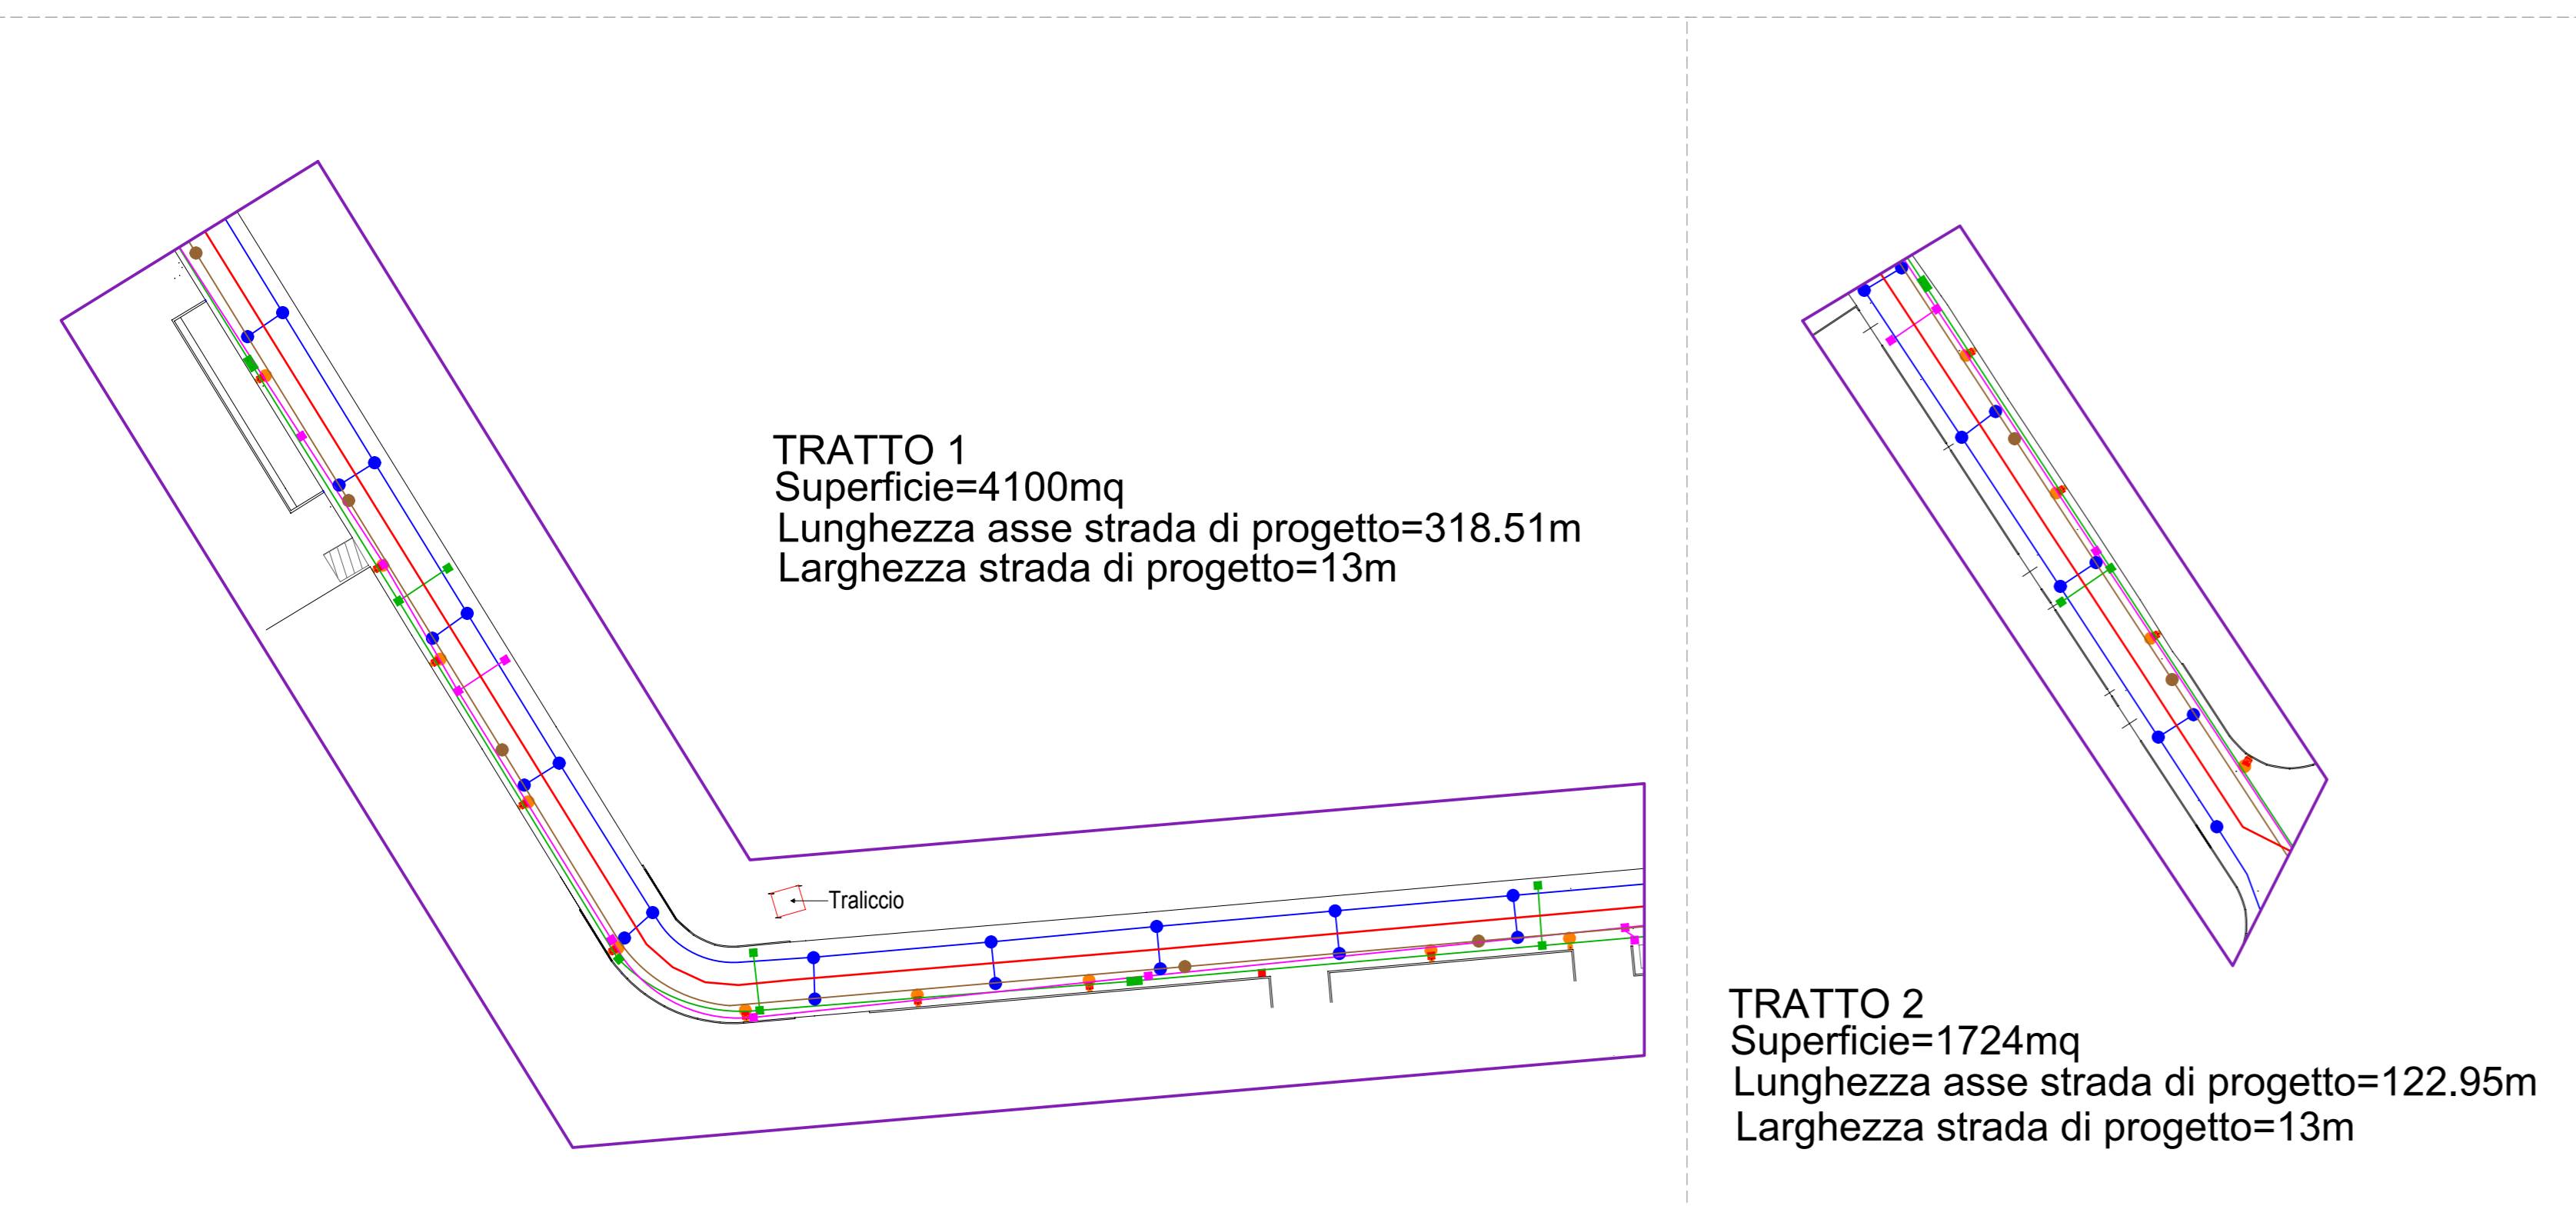 TRATTO 1
Superficie=4100mq
Lunghezza asse strada di progetto=318.51m
Larghezza strada di progetto=13m
Traliccio
TRATTO 2
Superficie=1724mq
Lunghezza asse strada di progetto=122.95m
Larghezza strada di progetto=13m